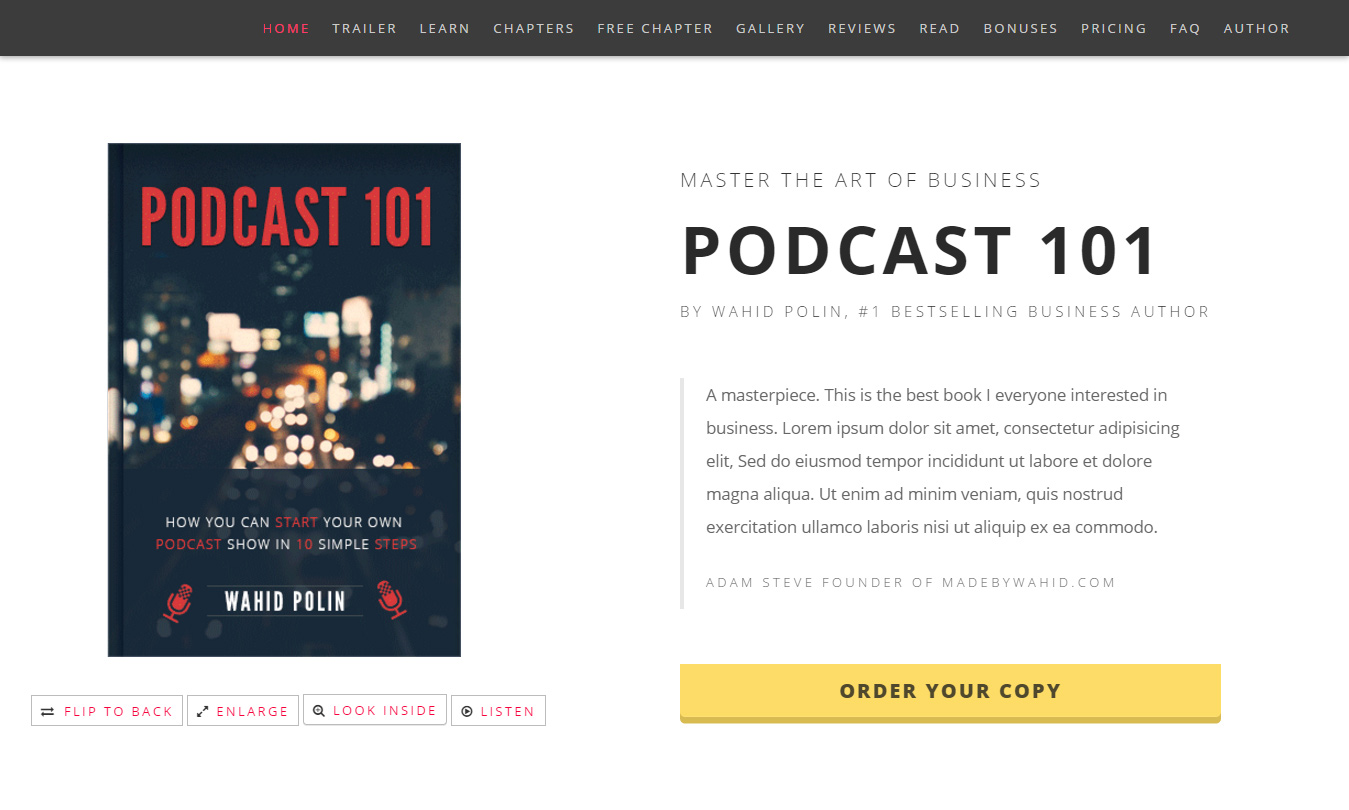 HOME TRAILER LEARN CHAPTERS FREE CHAPTER GALLERY REVIEWS READ BONUSES PRICING FAQ AUTHOR
PODCAST 101
HOW YOU CAN START YOUR OWN
PODCAST SHOW IN 10 SIMPLE STEPS
WAHID POLIN
FLIP TO BACK ENLARGE LOOK INSIDE LISTEN
MASTER THE ART OF BUSINESS
PODCAST 101
BY WAHID POLIN, #1 BESTSELLING BUSINESS AUTHOR
A masterpiece. This is the best book I everyone interested in
business. Lorem ipsum dolor sit amet, consectetur adipisicing
elit, Sed do eiusmod tempor incididunt ut labore et dolore
magna aliqua. Ut enim ad minim veniam, quis nostrud
exercitation ullamco laboris nisi ut aliquip ex ea commodo.
ADAM STEVE FOUNDER OF MADEBYWAHID.COM
ORDER YOUR COPY